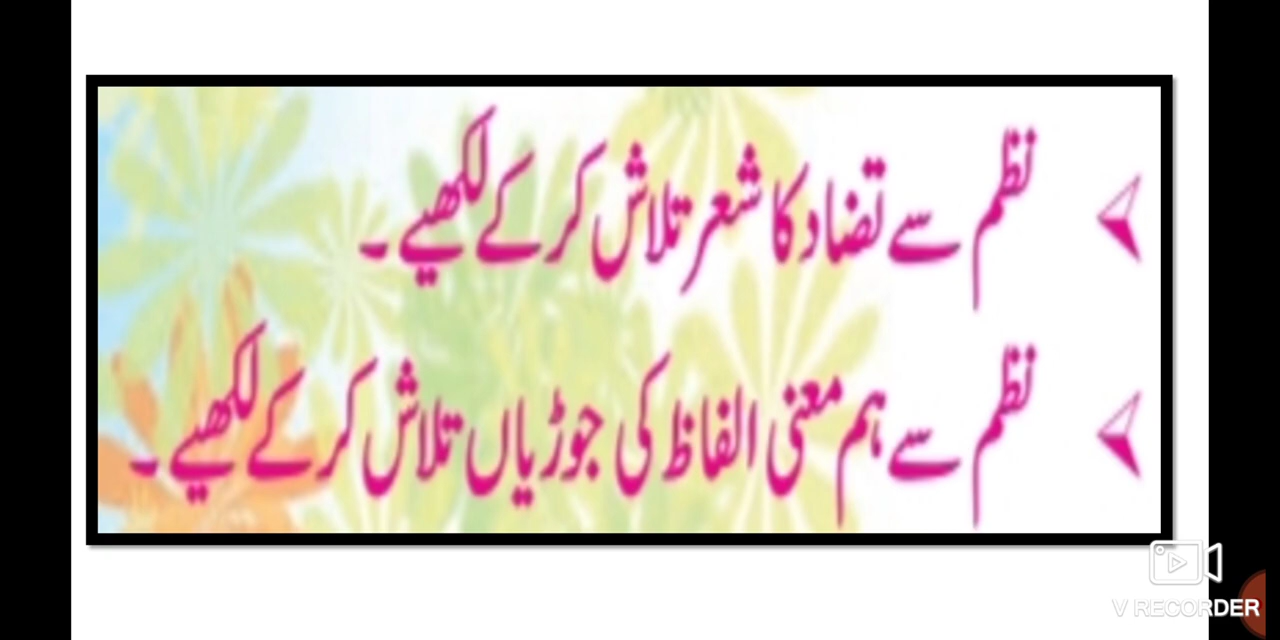 نظم سے تضاد کا شعر تلاش کر کے لکھیے ۔
نظم سے ہم معنی الفاظ کی جوڑیاں تلاش کر کے لکھیے ۔
V RECORDER